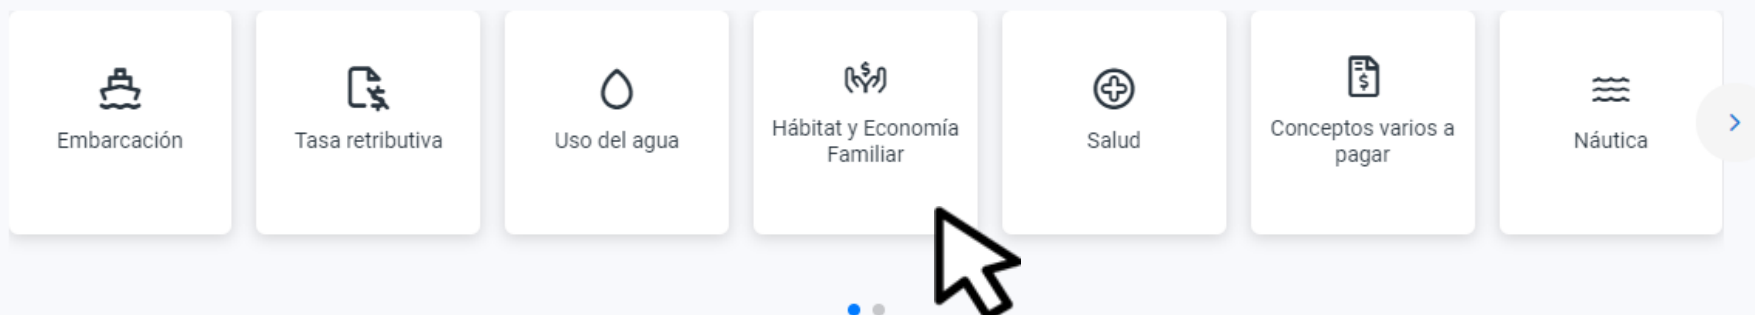 Embarcación
Tasa retributiva
Uso del agua
Hábitat y Economía
Familiar
Salud
Conceptos varios a
pagar
Náutica